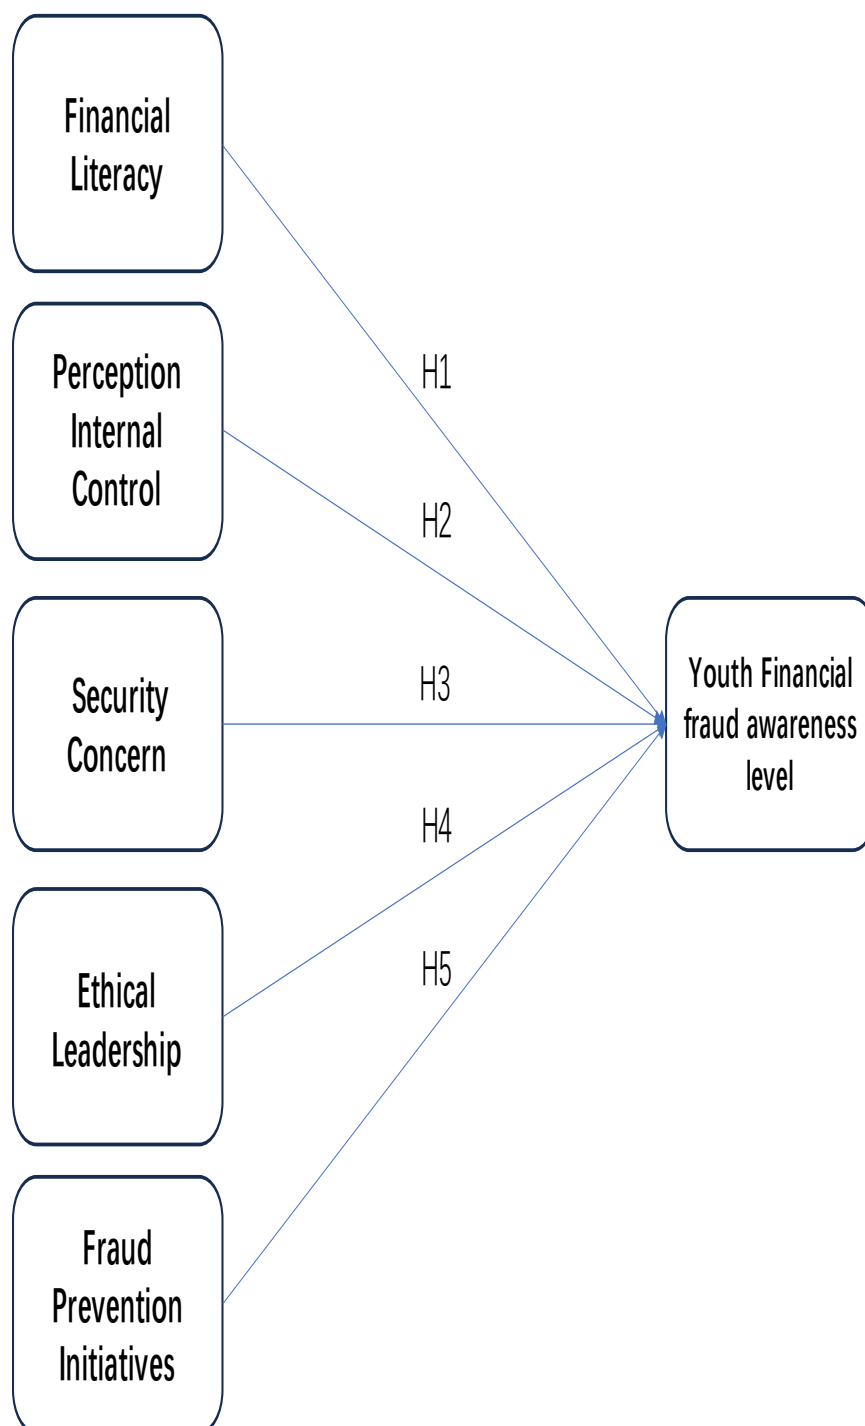 Financial
Literacy
Perception
Internal
Control
Security
Concern
Ethical
Leadership
Fraud
Prevention
Initiatives
H1
H2
H3
H4
H5
Youth Financial
fraud awareness
level